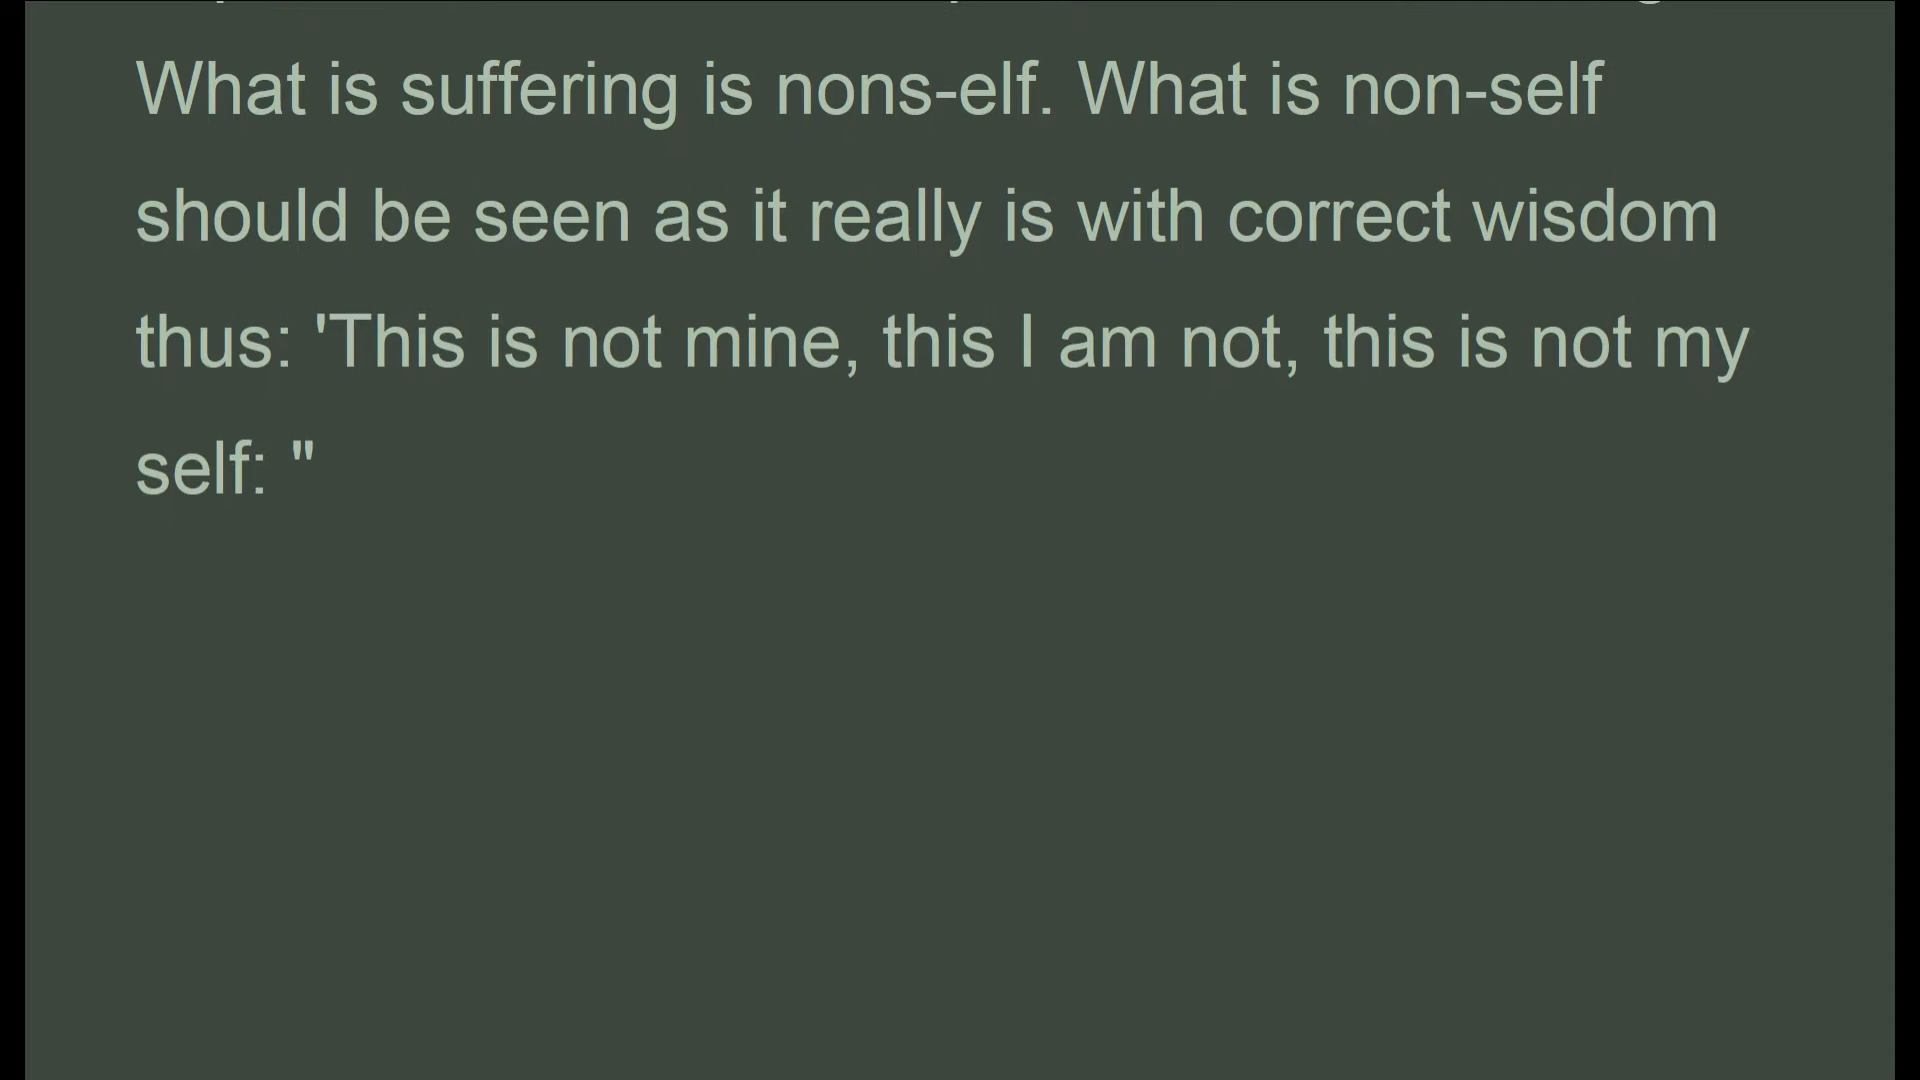 What is suffering is nons-elf. What is non-self
should be seen as it really is with correct wisdom
thus: 'This is not mine, this I am not, this is not my
self: "